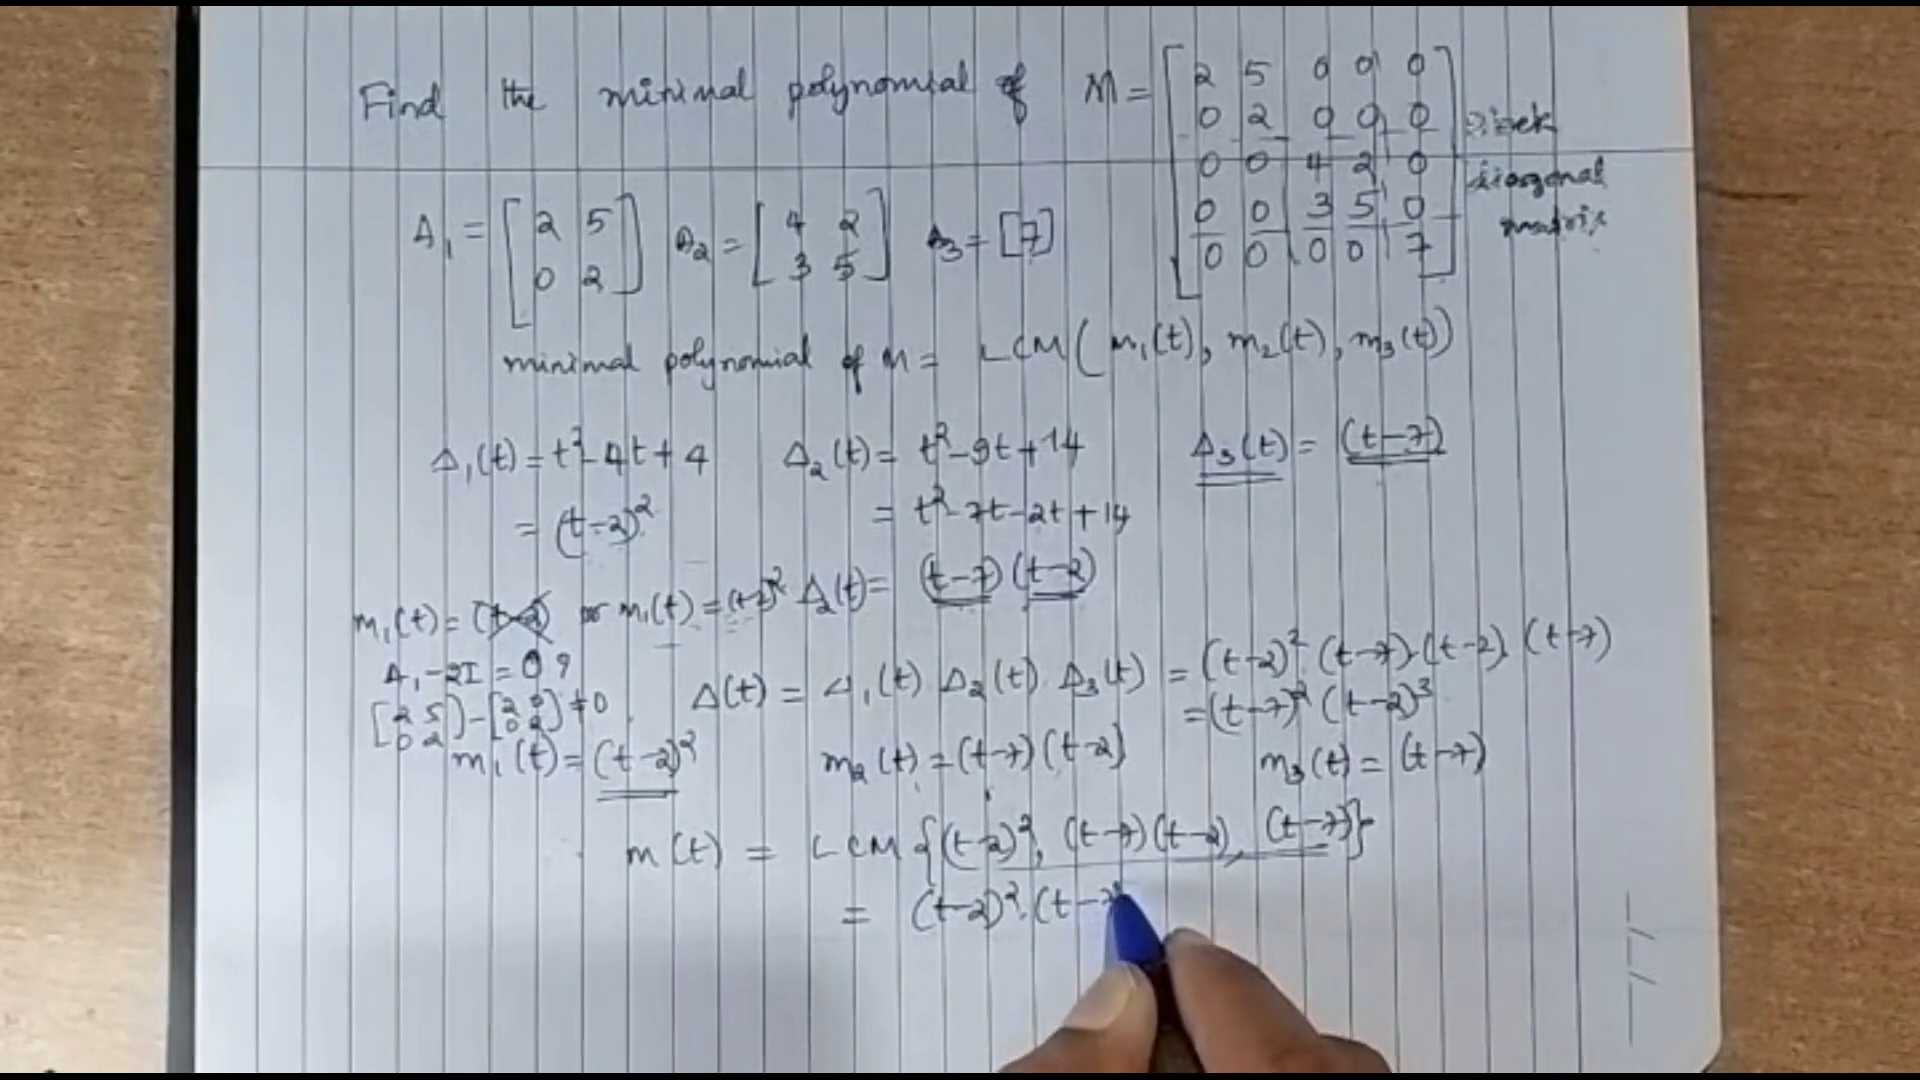 Find the minimal polynomial of M = [2 5 0 0 0
0 2 0 0 0
0 0 4 2 0
0 0 3 5 0
0 0 0 0 7]
Block
diagonal
matrix
A₁ = [2 5
0 2] A₂ = [4 2
3 5] A₃ = [7]
minimal polynomial of M = LCM(m₁(t), m₂(t), m₃(t))
Δ₁(t) = t² - 4t + 4 Δ₂(t) = t² - 9t + 14 Δ₃(t) = (t-7)
= (t-2)² = t² - 7t - 2t + 14
m₁(t) = (t-2) or m₁(t) = (t-2)² Δ₂(t) = (t-7)(t-2)
A₁ - 2I = 0 ?
[2 5
0 2] - [2 0
0 2] ≠ 0
Δ(t) = Δ₁(t) Δ₂(t) Δ₃(t) = (t-2)² (t-7).(t-2).(t-7)
= (t-7)² (t-2)³
m₁(t) = (t-2)² m₂(t) = (t-7)(t-2) m₃(t) = (t-7)
m(t) = LCM {(t-2)², (t-7)(t-2), (t-7)}
= (t-2)².(t-7